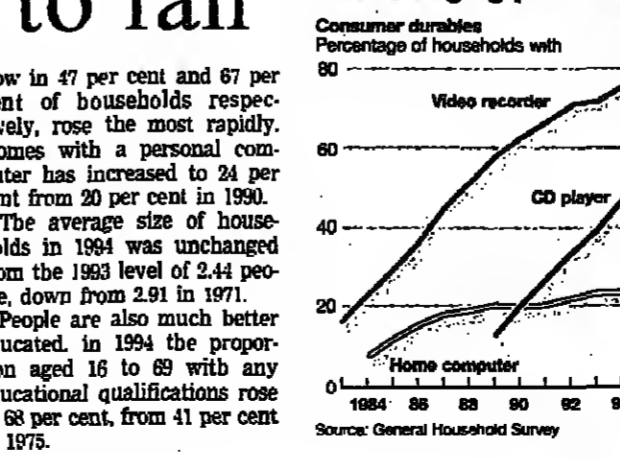 to fall
ow in 47 per cent and 67 per
ent of households respec-
vely, rose the most rapidly.
omes with a personal com-
uter has increased to 24 per
nt from 20 per cent in 1990.
The average size of house-
olds in 1994 was unchanged
om the 1993 level of 2.44 peo-
e, down from 2.91 in 1971.
People are also much better
ucated. in 1994 the propor-
on aged 16 to 69 with any
ucational qualifications rose
68 per cent, from 41 per cent
1975.
Consumer durables
Percentage of households with
80
Video recorder
60
CD player
40
20
Home computer
0
1984 86 88 90 92 9
Source: General Household Survey